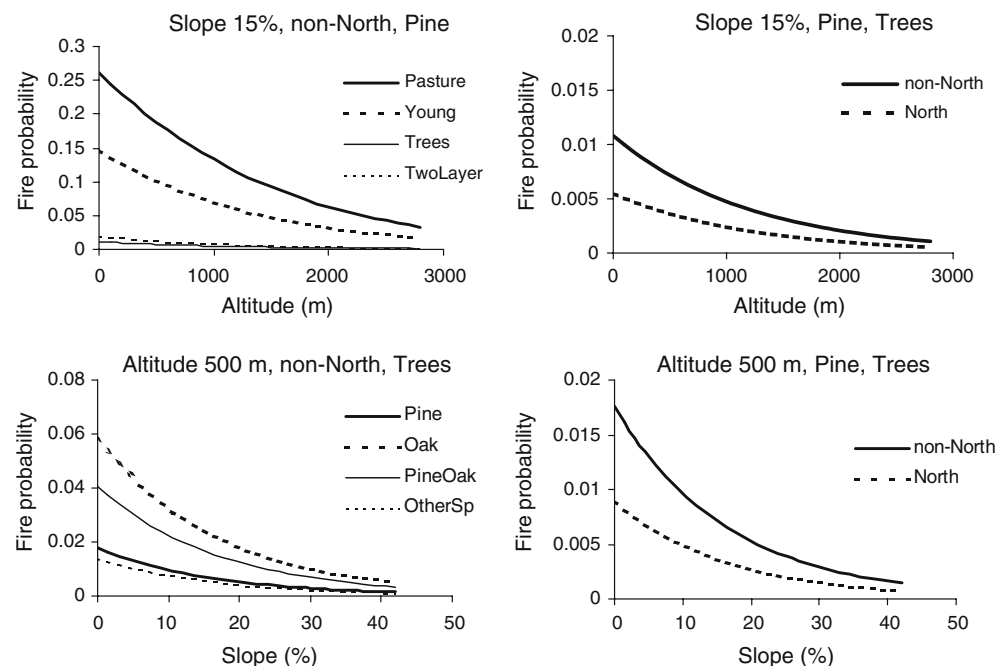 Slope 15%, non-North, Pine
Fire probability
0.3
0.25
0.2
0.15
0.1
0.05
0
Pasture
Young
Trees
TwoLayer
0 1000 2000 3000
Altitude (m)
Slope 15%, Pine, Trees
Fire probability
0.02
0.015
0.01
0.005
0
non-North
North
0 1000 2000 3000
Altitude (m)
Altitude 500 m, non-North, Trees
Fire probability
0.08
0.06
0.04
0.02
0
Pine
Oak
PineOak
OtherSp
0 10 20 30 40 50
Slope (%)
Altitude 500 m, Pine, Trees
Fire probability
0.02
0.015
0.01
0.005
0
non-North
North
0 10 20 30 40 50
Slope (%)